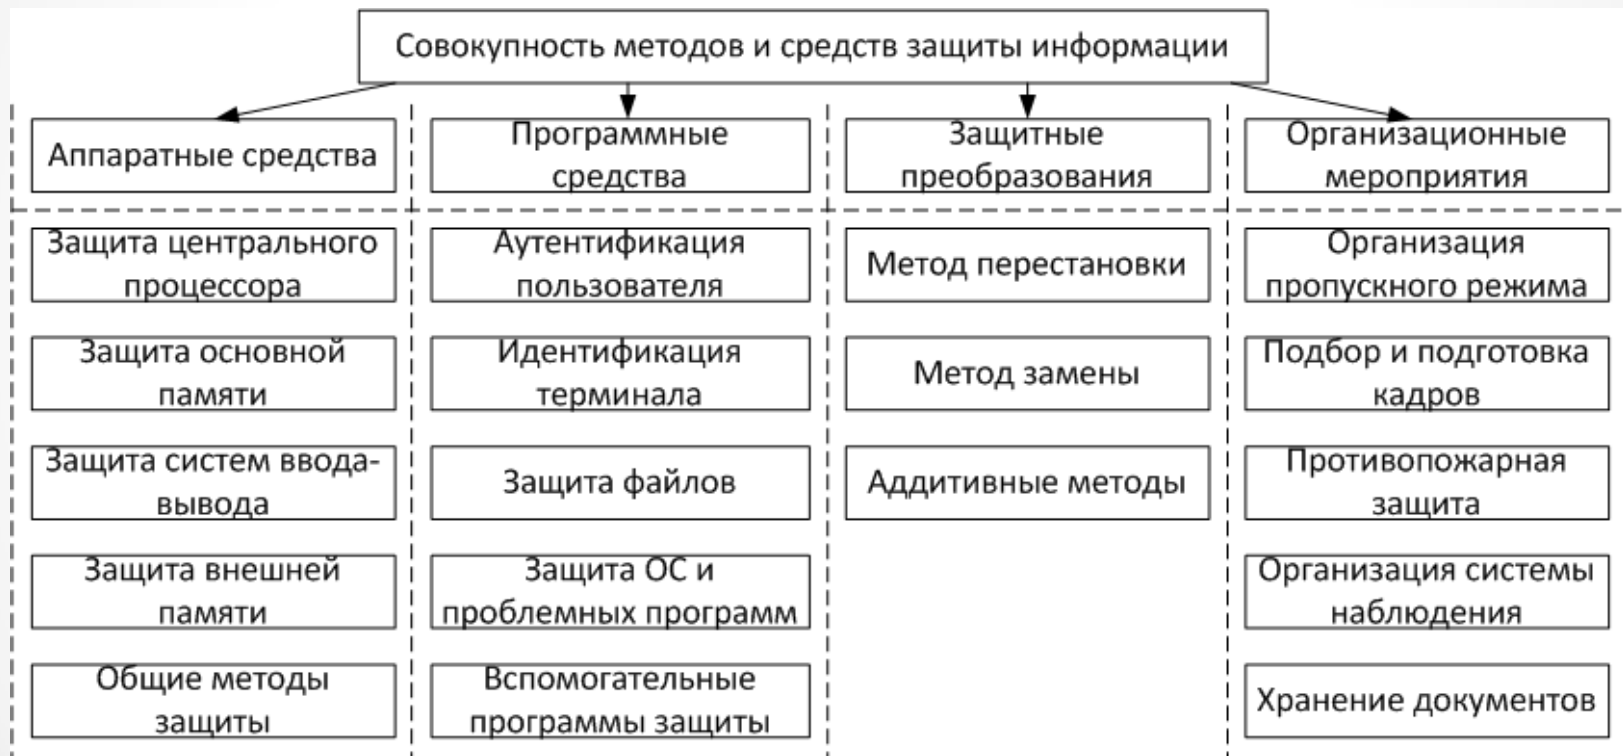 Совокупность методов и средств защиты информации
Аппаратные средства
Программные
средства
Защитные
преобразования
Организационные
мероприятия
Защита центрального
процессора
Аутентификация
пользователя
Метод перестановки
Организация
пропускного режима
Защита основной
памяти
Идентификация
терминала
Метод замены
Подбор и подготовка
кадров
Защита систем ввода-
вывода
Защита файлов
Аддитивные методы
Противопожарная
защита
Защита внешней
памяти
Защита ОС и
проблемных программ
Организация системы
наблюдения
Общие методы
защиты
Вспомогательные
программы защиты
Хранение документов